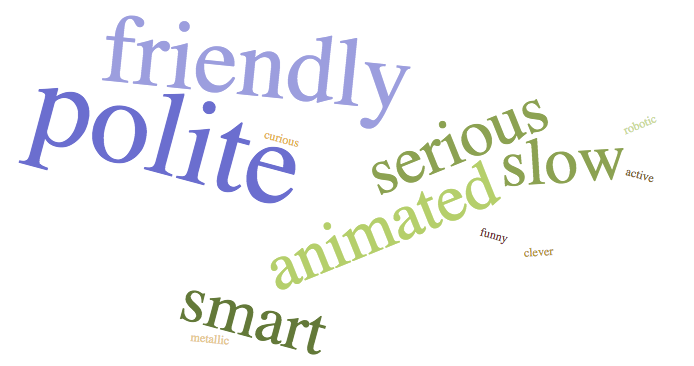 friendly
polite
curious
serious
robotic
slow
active
animated
funny
clever
smart
metallic